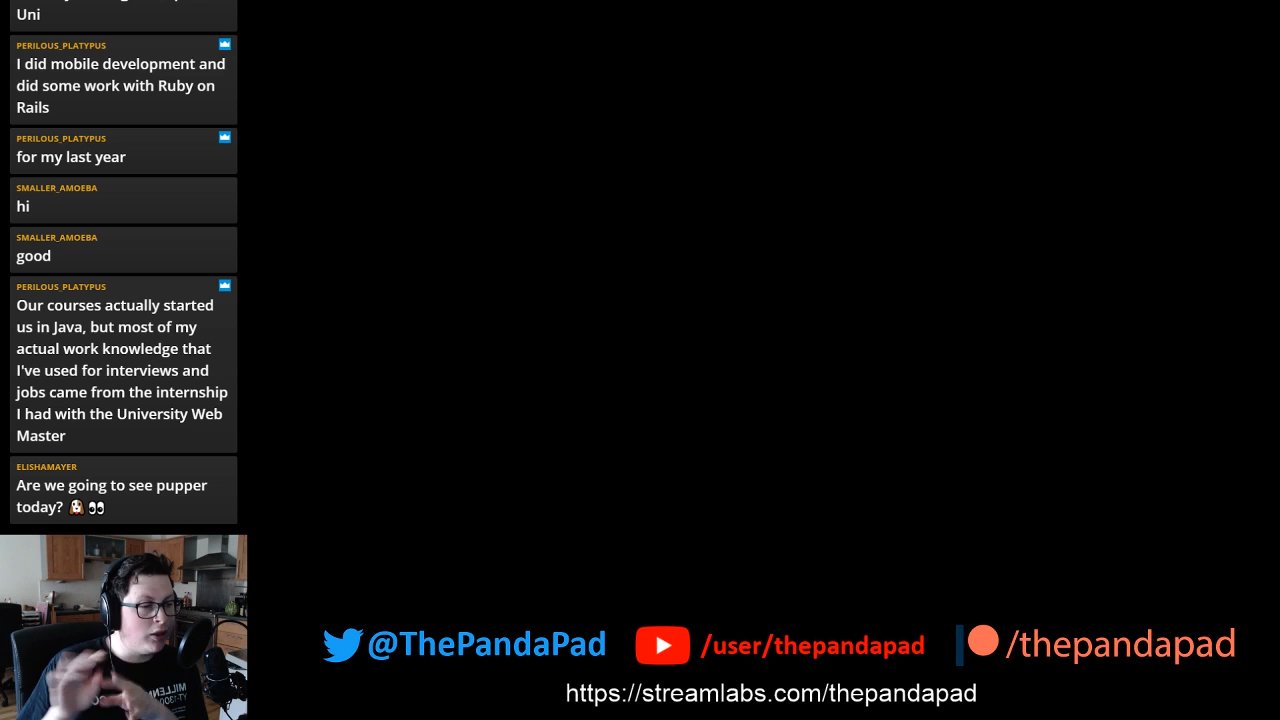 Uni
PERILOUS_PLATYPUS
I did mobile development and
did some work with Ruby on
Rails
PERILOUS_PLATYPUS
for my last year
SMALLER_AMOEBA
hi
SMALLER_AMOEBA
good
PERILOUS_PLATYPUS
Our courses actually started
us in Java, but most of my
actual work knowledge that
I've used for interviews and
jobs came from the internship
I had with the University Web
Master
ELISHAMAYER
Are we going to see pupper
today?
@ThePandaPad
/user/thepandapad
/thepandapad
https://streamlabs.com/thepandapad